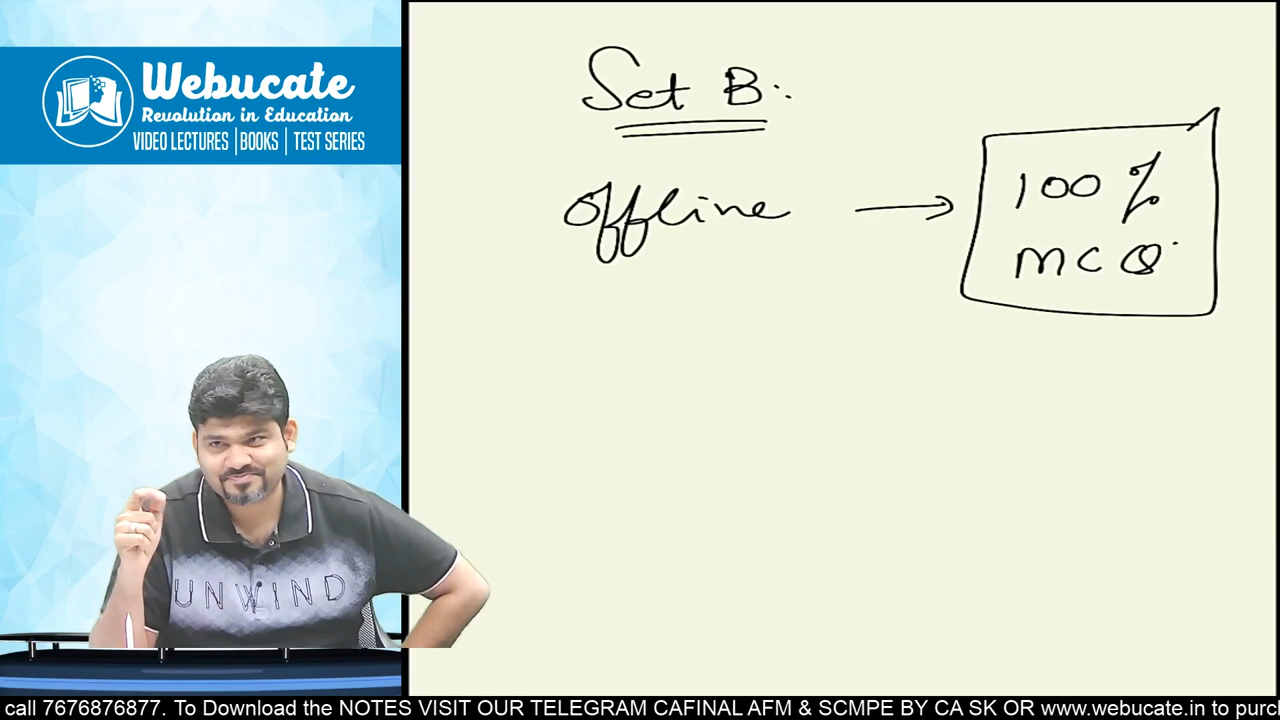 Webucate
Revolution in Education
VIDEO LECTURES | BOOKS | TEST SERIES
Set B:.
Offline → 100 %
MCQ
UNWIND
call 7676876877. To Download the NOTES VISIT OUR TELEGRAM CAFINAL AFM & SCMPE BY CA SK OR www.webucate.in to purc